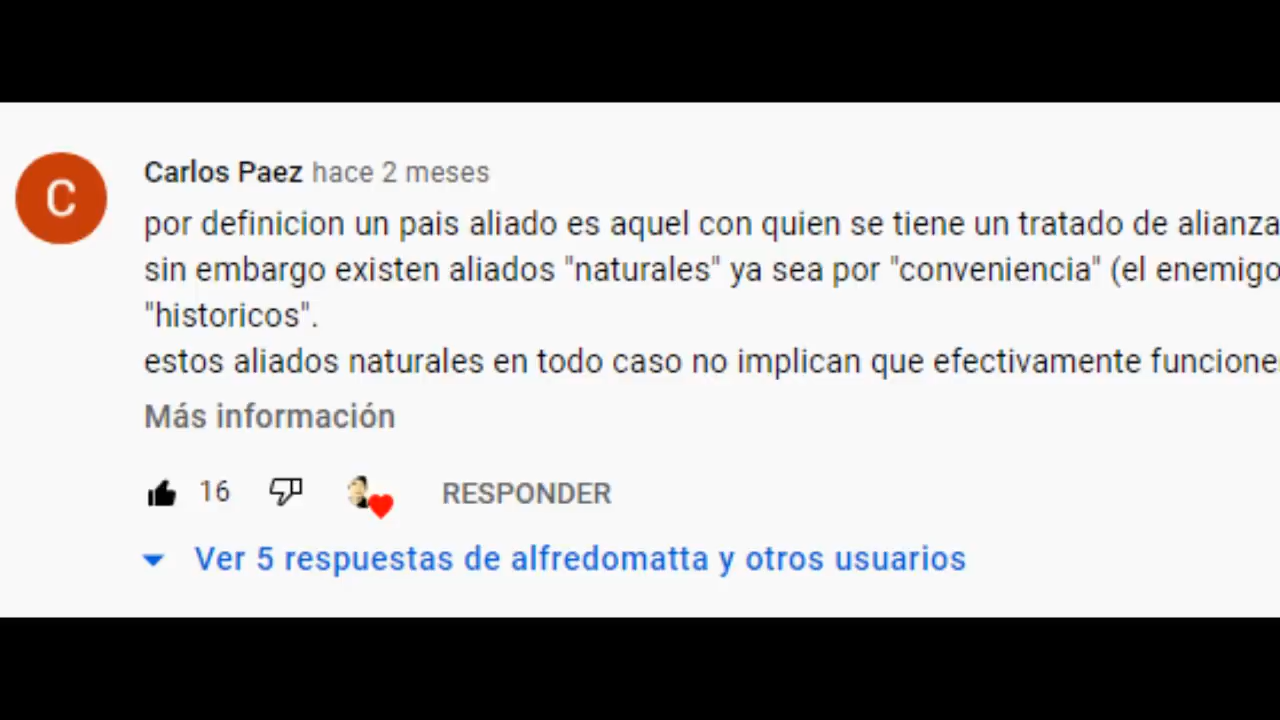 C
Carlos Paez hace 2 meses
por definicion un pais aliado es aquel con quien se tiene un tratado de alianza
sin embargo existen aliados "naturales" ya sea por "conveniencia" (el enemigo
"historicos".
estos aliados naturales en todo caso no implican que efectivamente
Más información
16 RESPONDER
Ver 5 respuestas de alfredomatta y otros usuarios